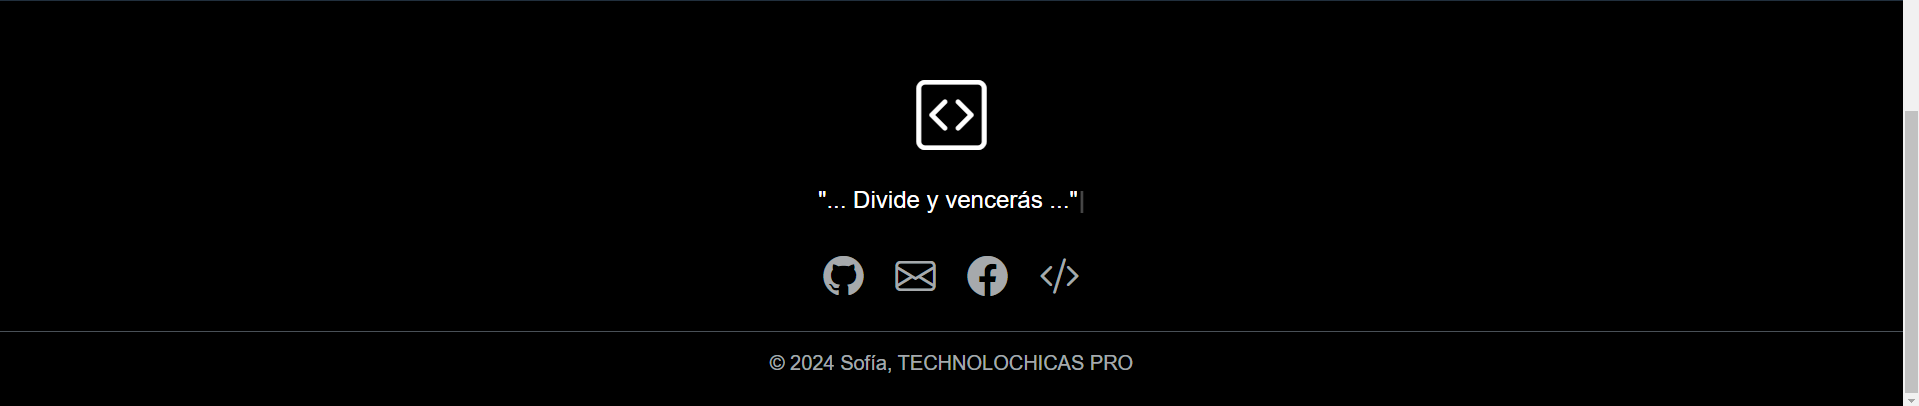 "... Divide y vencerás ..."
© 2024 Sofía, TECHNOLOCHICAS PRO